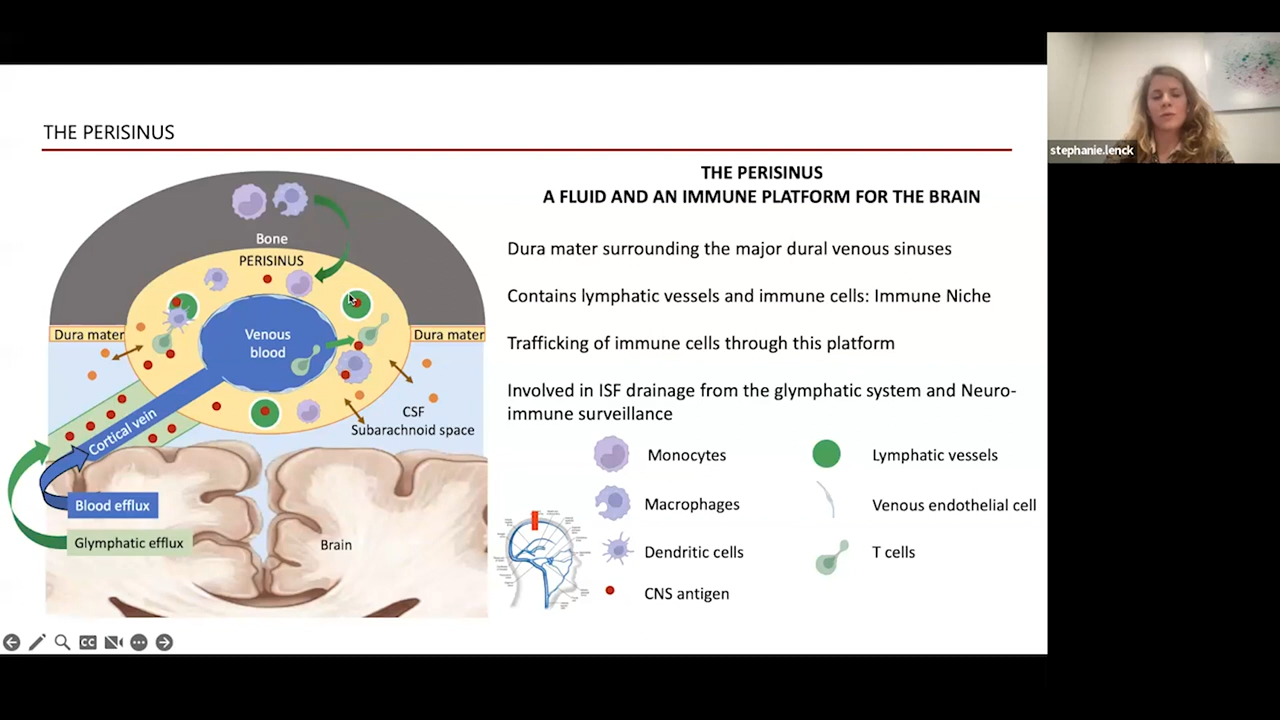 stephanie.lenck
THE PERISINUS
THE PERISINUS
A FLUID AND AN IMMUNE PLATFORM FOR THE BRAIN
Dura mater surrounding the major dural venous sinuses
Contains lymphatic vessels and immune cells: Immune Niche
Trafficking of immune cells through this platform
Involved in ISF drainage from the glymphatic system and Neuro-
immune surveillance
Bone
PERISINUS
Dura mater
Dura mater
Venous
blood
Cortical vein
CSF
Subarachnoid space
Blood efflux
Glymphatic efflux
Brain
Monocytes
Lymphatic vessels
Macrophages
Venous endothelial cell
Dendritic cells
T cells
CNS antigen
CC